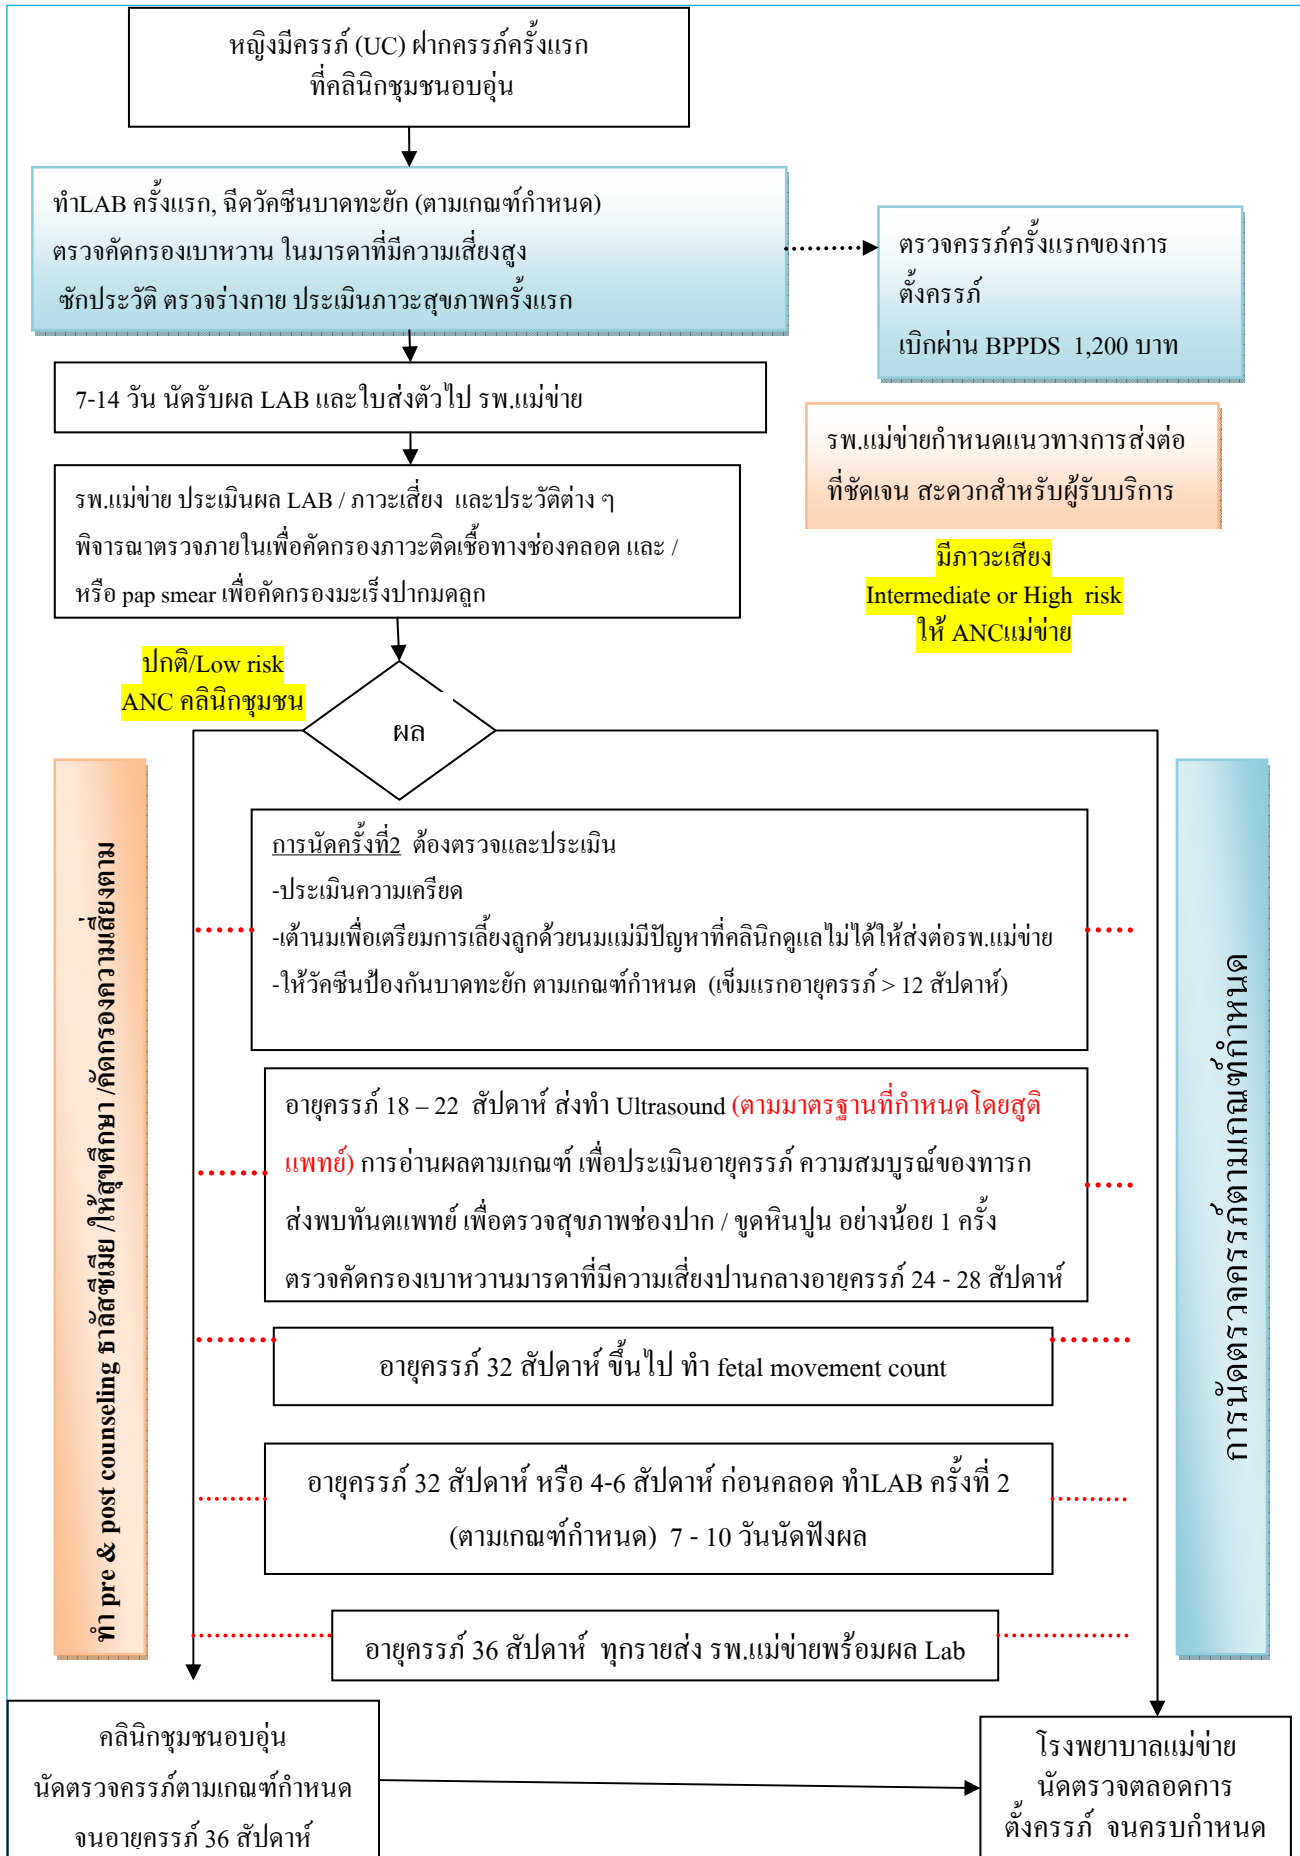 หญิงมีครรภ์ (UC) ฝากครรภ์ครั้งแรก
ที่คลินิกชุมชนอบอุ่น
ทำLAB ครั้งแรก, ฉีดวัคซีนบาดทะยัก (ตามเกณฑ์กำหนด)
ตรวจคัดกรองเบาหวาน ในมารดาที่มีความเสี่ยงสูง
ซักประวัติ ตรวจร่างกาย ประเมินภาวะสุขภาพครั้งแรก
ตรวจครรภ์ครั้งแรกของการ
ตั้งครรภ์
เบิกผ่าน BPPDS 1,200 บาท
7-14 วัน นัดรับผล LAB และใบส่งตัวไป รพ.แม่ข่าย
รพ.แม่ข่ายกำหนดแนวทางการส่งต่อ
ที่ชัดเจน สะดวกสำหรับผู้รับบริการ
รพ.แม่ข่าย ประเมินผล LAB / ภาวะเสี่ยง และประวัติต่าง ๆ
พิจารณาตรวจภายในเพื่อคัดกรองภาวะติดเชื้อทางช่องคลอด และ /
หรือ pap smear เพื่อคัดกรองมะเร็งปากมดลูก
มีภาวะเสี่ยง
Intermediate or High risk
ให้ ANCแม่ข่าย
ปกติ/Low risk
ANC คลินิกชุมชน
ผล
ทำ pre & post counseling ธาลัสซีเมีย /ให้สุขศึกษา /คัดกรองความเสี่ยงตาม
การนัดครั้งที่2 ต้องตรวจและประเมิน
-ประเมินความเครียด
-เต้านมเพื่อเตรียมการเลี้ยงลูกด้วยนมแม่มีปัญหาที่คลินิกดูแลไม่ได้ให้ส่งต่อรพ.แม่ข่าย
-ให้วัคซีนป้องกันบาดทะยัก ตามเกณฑ์กำหนด (เข็มแรกอายุครรภ์ > 12 สัปดาห์)
อายุครรภ์ 18 – 22 สัปดาห์ ส่งทำ Ultrasound (ตามมาตรฐานที่กำหนดโดยสูติ
แพทย์) การอ่านผลตามเกณฑ์ เพื่อประเมินอายุครรภ์ ความสมบูรณ์ของทารก
ส่งพบทันตแพทย์ เพื่อตรวจสุขภาพช่องปาก / ขูดหินปูน อย่างน้อย 1 ครั้ง
ตรวจคัดกรองเบาหวานมารดาที่มีความเสี่ยงปานกลางอายุครรภ์ 24 - 28 สัปดาห์
อายุครรภ์ 32 สัปดาห์ ขึ้นไป ทำ fetal movement count
อายุครรภ์ 32 สัปดาห์ หรือ 4-6 สัปดาห์ ก่อนคลอด ทำLAB ครั้งที่ 2
(ตามเกณฑ์กำหนด) 7 - 10 วันนัดฟังผล
อายุครรภ์ 36 สัปดาห์ ทุกรายส่ง รพ.แม่ข่ายพร้อมผล Lab
การนัดตรวจครรภ์ตามเกณฑ์กำหนด
คลินิกชุมชนอบอุ่น
นัดตรวจครรภ์ตามเกณฑ์กำหนด
จนอายุครรภ์ 36 สัปดาห์
โรงพยาบาลแม่ข่าย
นัดตรวจตลอดการ
ตั้งครรภ์ จนครบกำหนด